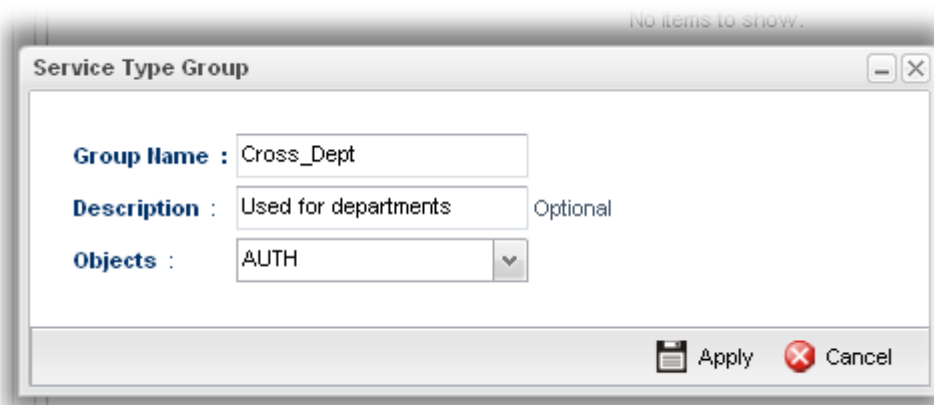 No items to show.
Service Type Group
Group Name : Cross_Dept
Description : Used for departments Optional
Objects : AUTH
Apply Cancel